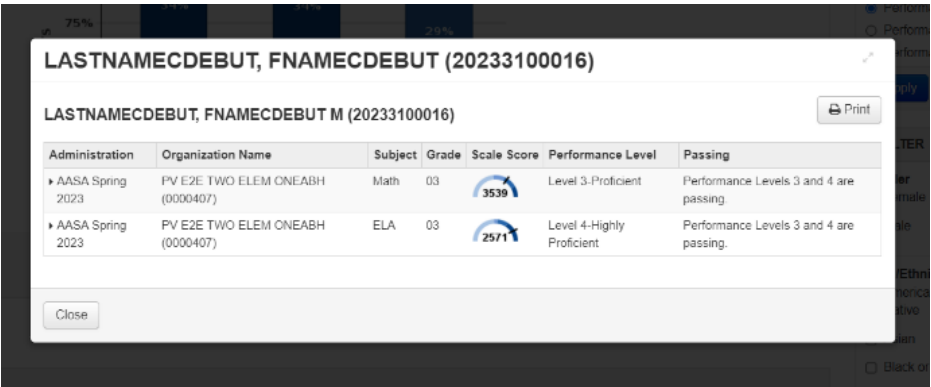 75%
54%
54%
29%
LASTNAMECDEBUT, FNAMECDEBUT (20233100016)
LASTNAMECDEBUT, FNAMECDEBUT M (20233100016)
Print
Administration Organization Name Subject Grade Scale Score Performance Level Passing
AASA Spring PV E2E TWO ELEM ONEABH Math 03 3539 Level 3-Proficient Performance Levels 3 and 4 are
2023 (0000407) passing.
AASA Spring PV E2E TWO ELEM ONEABH ELA 03 2571 Level 4-Highly Performance Levels 3 and 4 are
2023 (0000407) Proficient passing.
Close
Black